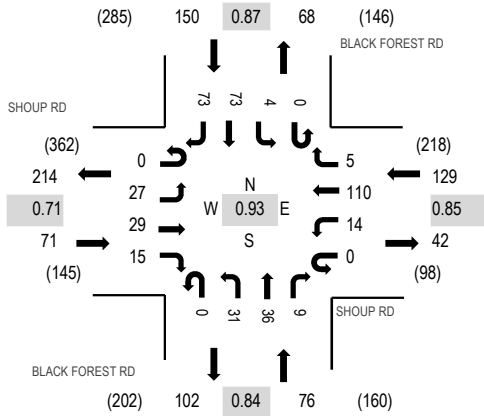 (285) 150 0.87 68 (146)
BLACK FOREST RD
73 73 4 0
SHOUP RD
(362)
0
5
(218)
214
129
27
110
N
0.71
W 0.93 E
0.85
29
14
S
71
42
15
0
(145)
(98)
0 31 36 9
SHOUP RD
BLACK FOREST RD
(202) 102 0.84 76 (160)